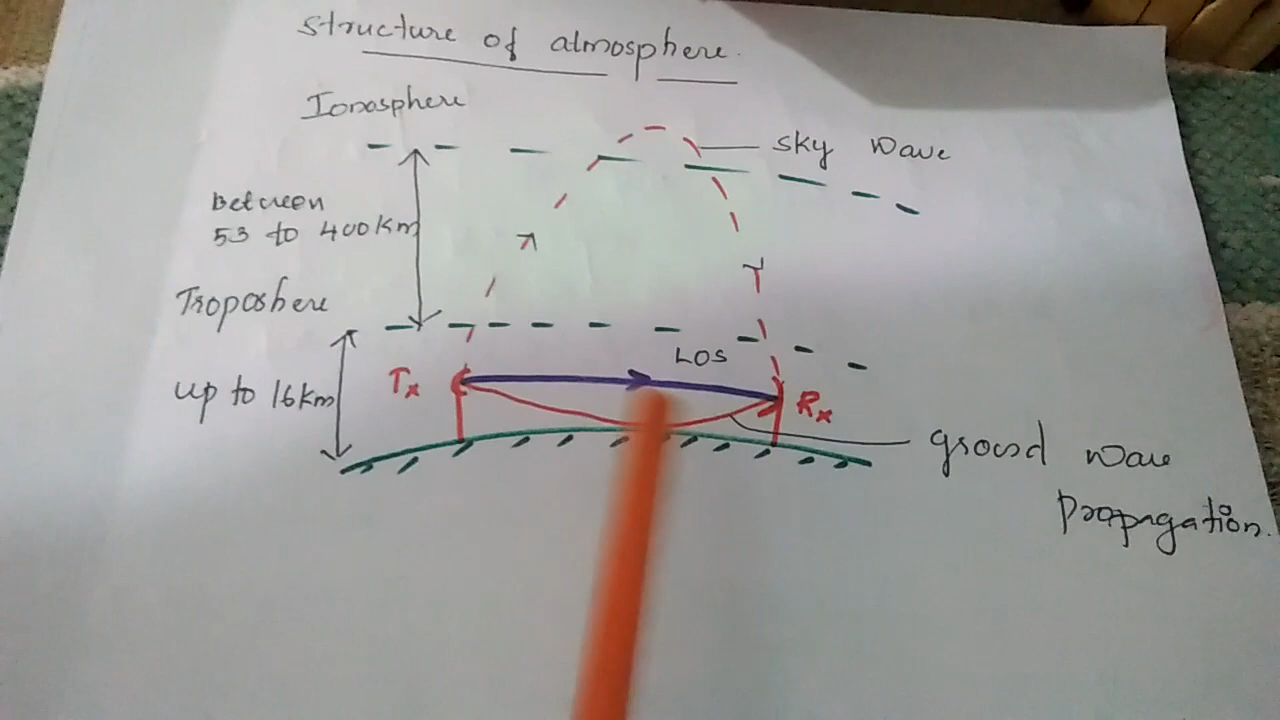 structure of atmosphere.
Ionosphere
sky wave
between
53 to 400km
Troposhere
LOS
up to 16km
Tx
Rx
ground wave
propagation.